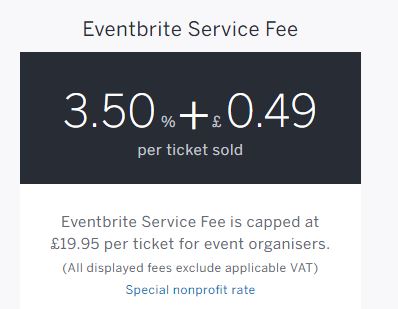 Eventbrite Service Fee
3.50 % + £ 0.49
per ticket sold
Eventbrite Service Fee is capped at
£19.95 per ticket for event organisers.
(All displayed fees exclude applicable VAT)
Special nonprofit rate